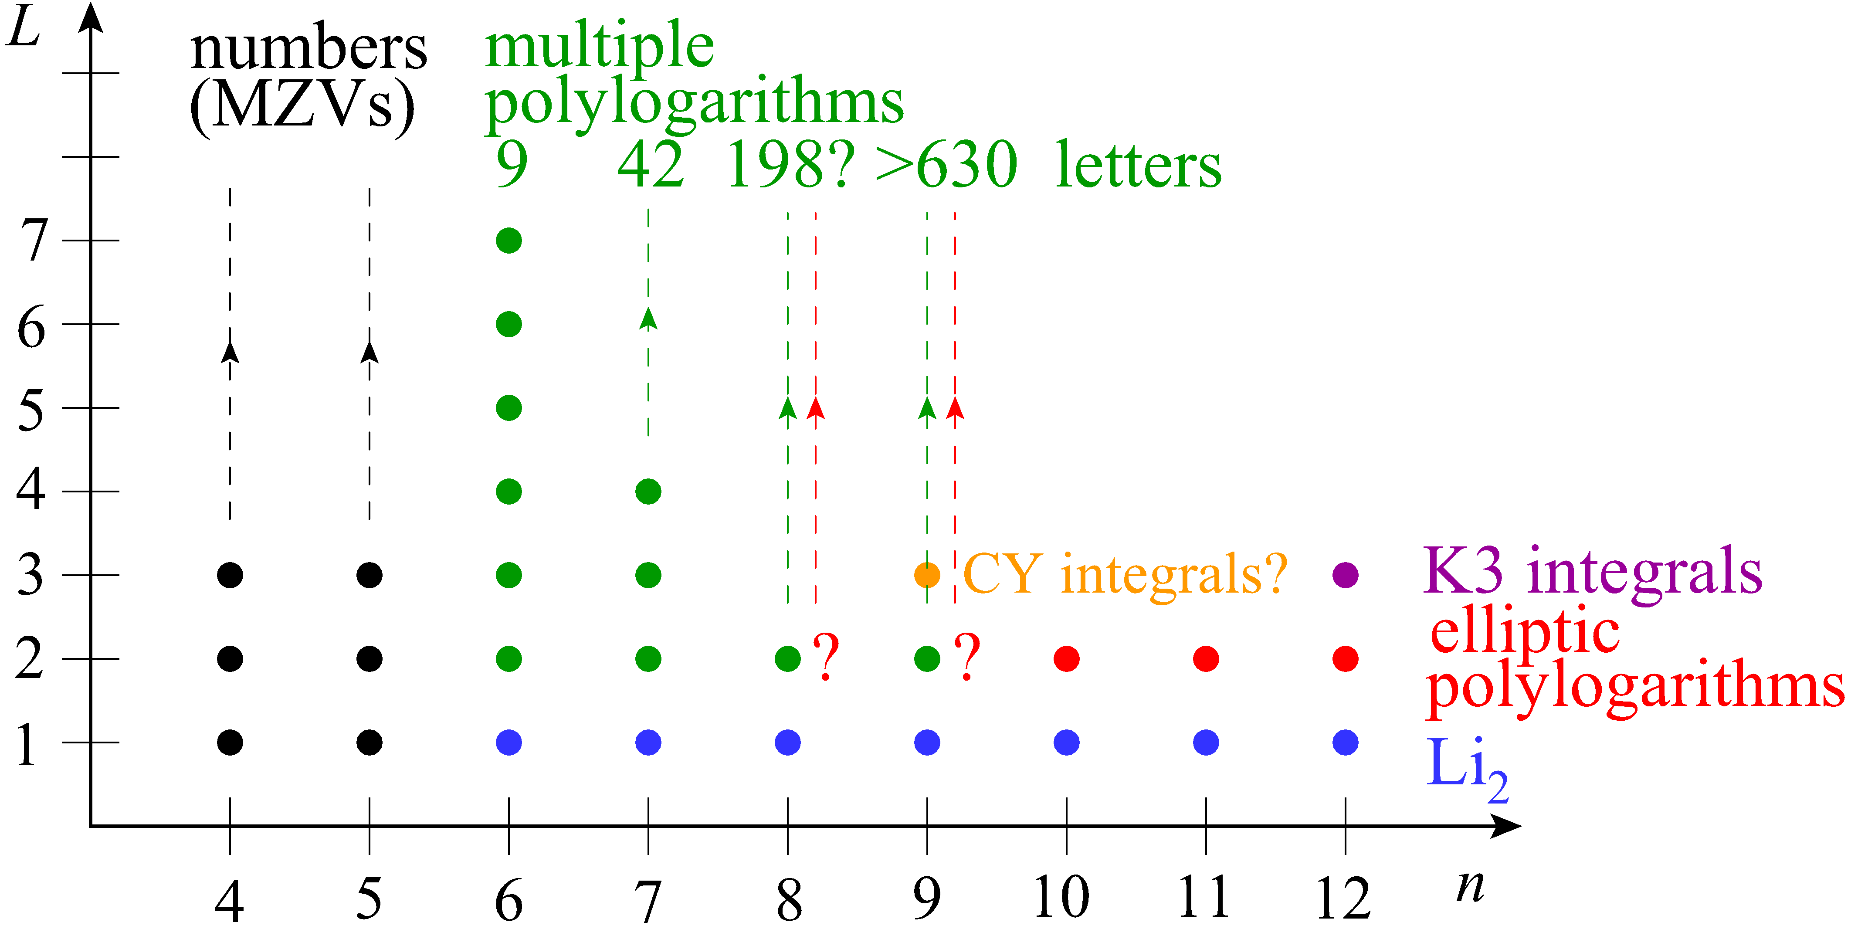 L
numbers
(MZVs)
multiple
polylogarithms
9 42 198? >630 letters
7
6
5
4
3
CY integrals?
K3 integrals
2
? ?
elliptic
polylogarithms
1
Li2
4 5 6 7 8 9 10 11 12 n